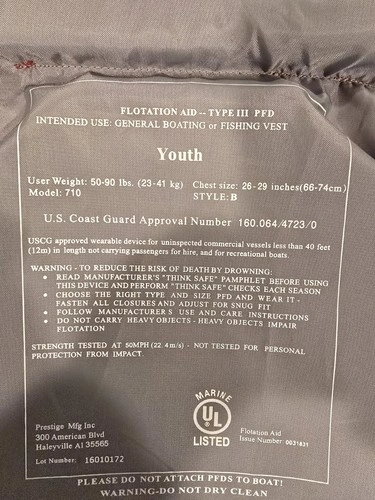 FLOTATION AID -- TYPE III PFD
INTENDED USE: GENERAL BOATING or FISHING VEST
Youth
User Weight: 50-90 lbs. (23-41 kg) Chest size: 26-29 inches(66-74cm)
Model: 710 STYLE: B
U.S. Coast Guard Approval Number 160.064/4723/0
USCG approved wearable device for uninspected commercial vessels less than 40 feet
(12m) in length not carrying passengers for hire, and for recreational boats.
WARNING - TO REDUCE THE RISK OF DEATH BY DROWNING:
• READ MANUFACTURER'S "THINK SAFE" PAMPHLET BEFORE USING
THIS DEVICE AND PERFORM "THINK SAFE" CHECKS EACH SEASON
• CHOOSE THE RIGHT TYPE AND SIZE PFD AND WEAR IT -
FASTEN ALL CLOSURES AND ADJUST FOR SNUG FIT
• FOLLOW MANUFACTURER'S USE AND CARE INSTRUCTIONS
• DO NOT CARRY HEAVY OBJECTS - HEAVY OBJECTS IMPAIR
FLOTATION
STRENGTH TESTED AT 50MPH (22.4m/s) - NOT TESTED FOR PERSONAL
PROTECTION FROM IMPACT.
MARINE
UL
LISTED
Flotation Aid
Issue Number: 0031831
Prestige Mfg Inc
300 American Blvd
Haleyville Al 35565
Lot Number: 16010172
PLEASE DO NOT ATTACH PFDS TO BOAT!
WARNING-DO NOT DRY CLEAN